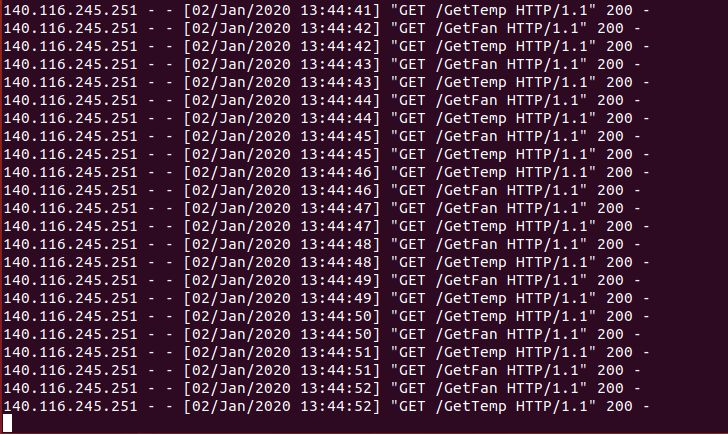 140.116.245.251 - - [02/Jan/2020 13:44:41] "GET /GetTemp HTTP/1.1" 200 -
140.116.245.251 - - [02/Jan/2020 13:44:42] "GET /GetFan HTTP/1.1" 200 -
140.116.245.251 - - [02/Jan/2020 13:44:42] "GET /GetTemp HTTP/1.1" 200 -
140.116.245.251 - - [02/Jan/2020 13:44:43] "GET /GetFan HTTP/1.1" 200 -
140.116.245.251 - - [02/Jan/2020 13:44:43] "GET /GetTemp HTTP/1.1" 200 -
140.116.245.251 - - [02/Jan/2020 13:44:44] "GET /GetFan HTTP/1.1" 200 -
140.116.245.251 - - [02/Jan/2020 13:44:44] "GET /GetTemp HTTP/1.1" 200 -
140.116.245.251 - - [02/Jan/2020 13:44:45] "GET /GetFan HTTP/1.1" 200 -
140.116.245.251 - - [02/Jan/2020 13:44:45] "GET /GetTemp HTTP/1.1" 200 -
140.116.245.251 - - [02/Jan/2020 13:44:46] "GET /GetTemp HTTP/1.1" 200 -
140.116.245.251 - - [02/Jan/2020 13:44:46] "GET /GetFan HTTP/1.1" 200 -
140.116.245.251 - - [02/Jan/2020 13:44:47] "GET /GetFan HTTP/1.1" 200 -
140.116.245.251 - - [02/Jan/2020 13:44:47] "GET /GetTemp HTTP/1.1" 200 -
140.116.245.251 - - [02/Jan/2020 13:44:48] "GET /GetFan HTTP/1.1" 200 -
140.116.245.251 - - [02/Jan/2020 13:44:48] "GET /GetTemp HTTP/1.1" 200 -
140.116.245.251 - - [02/Jan/2020 13:44:49] "GET /GetFan HTTP/1.1" 200 -
140.116.245.251 - - [02/Jan/2020 13:44:49] "GET /GetTemp HTTP/1.1" 200 -
140.116.245.251 - - [02/Jan/2020 13:44:50] "GET /GetTemp HTTP/1.1" 200 -
140.116.245.251 - - [02/Jan/2020 13:44:50] "GET /GetFan HTTP/1.1" 200 -
140.116.245.251 - - [02/Jan/2020 13:44:51] "GET /GetTemp HTTP/1.1" 200 -
140.116.245.251 - - [02/Jan/2020 13:44:51] "GET /GetFan HTTP/1.1" 200 -
140.116.245.251 - - [02/Jan/2020 13:44:52] "GET /GetFan HTTP/1.1" 200 -
140.116.245.251 - - [02/Jan/2020 13:44:52] "GET /GetTemp HTTP/1.1" 200 -